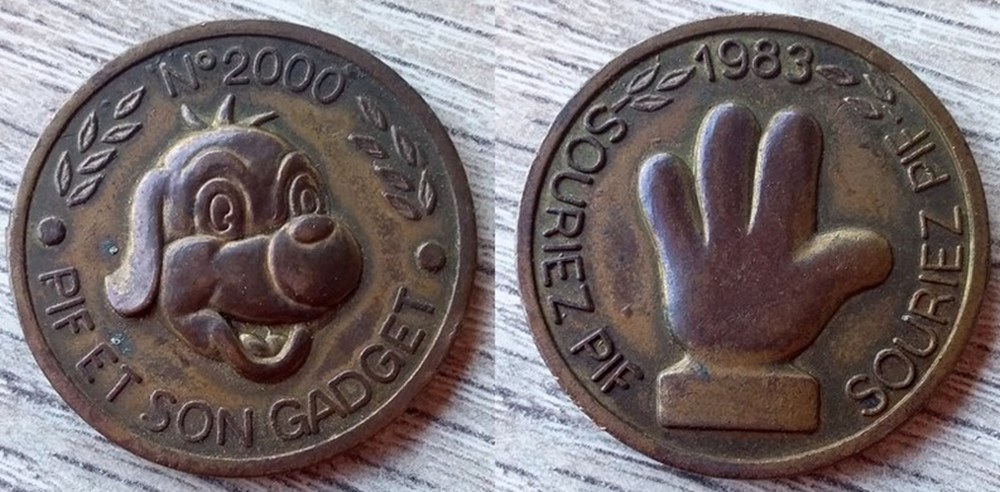 N° 2000
PIF ET SON GADGET
1983
SOURIEZ PIF
SOURIEZ PIF